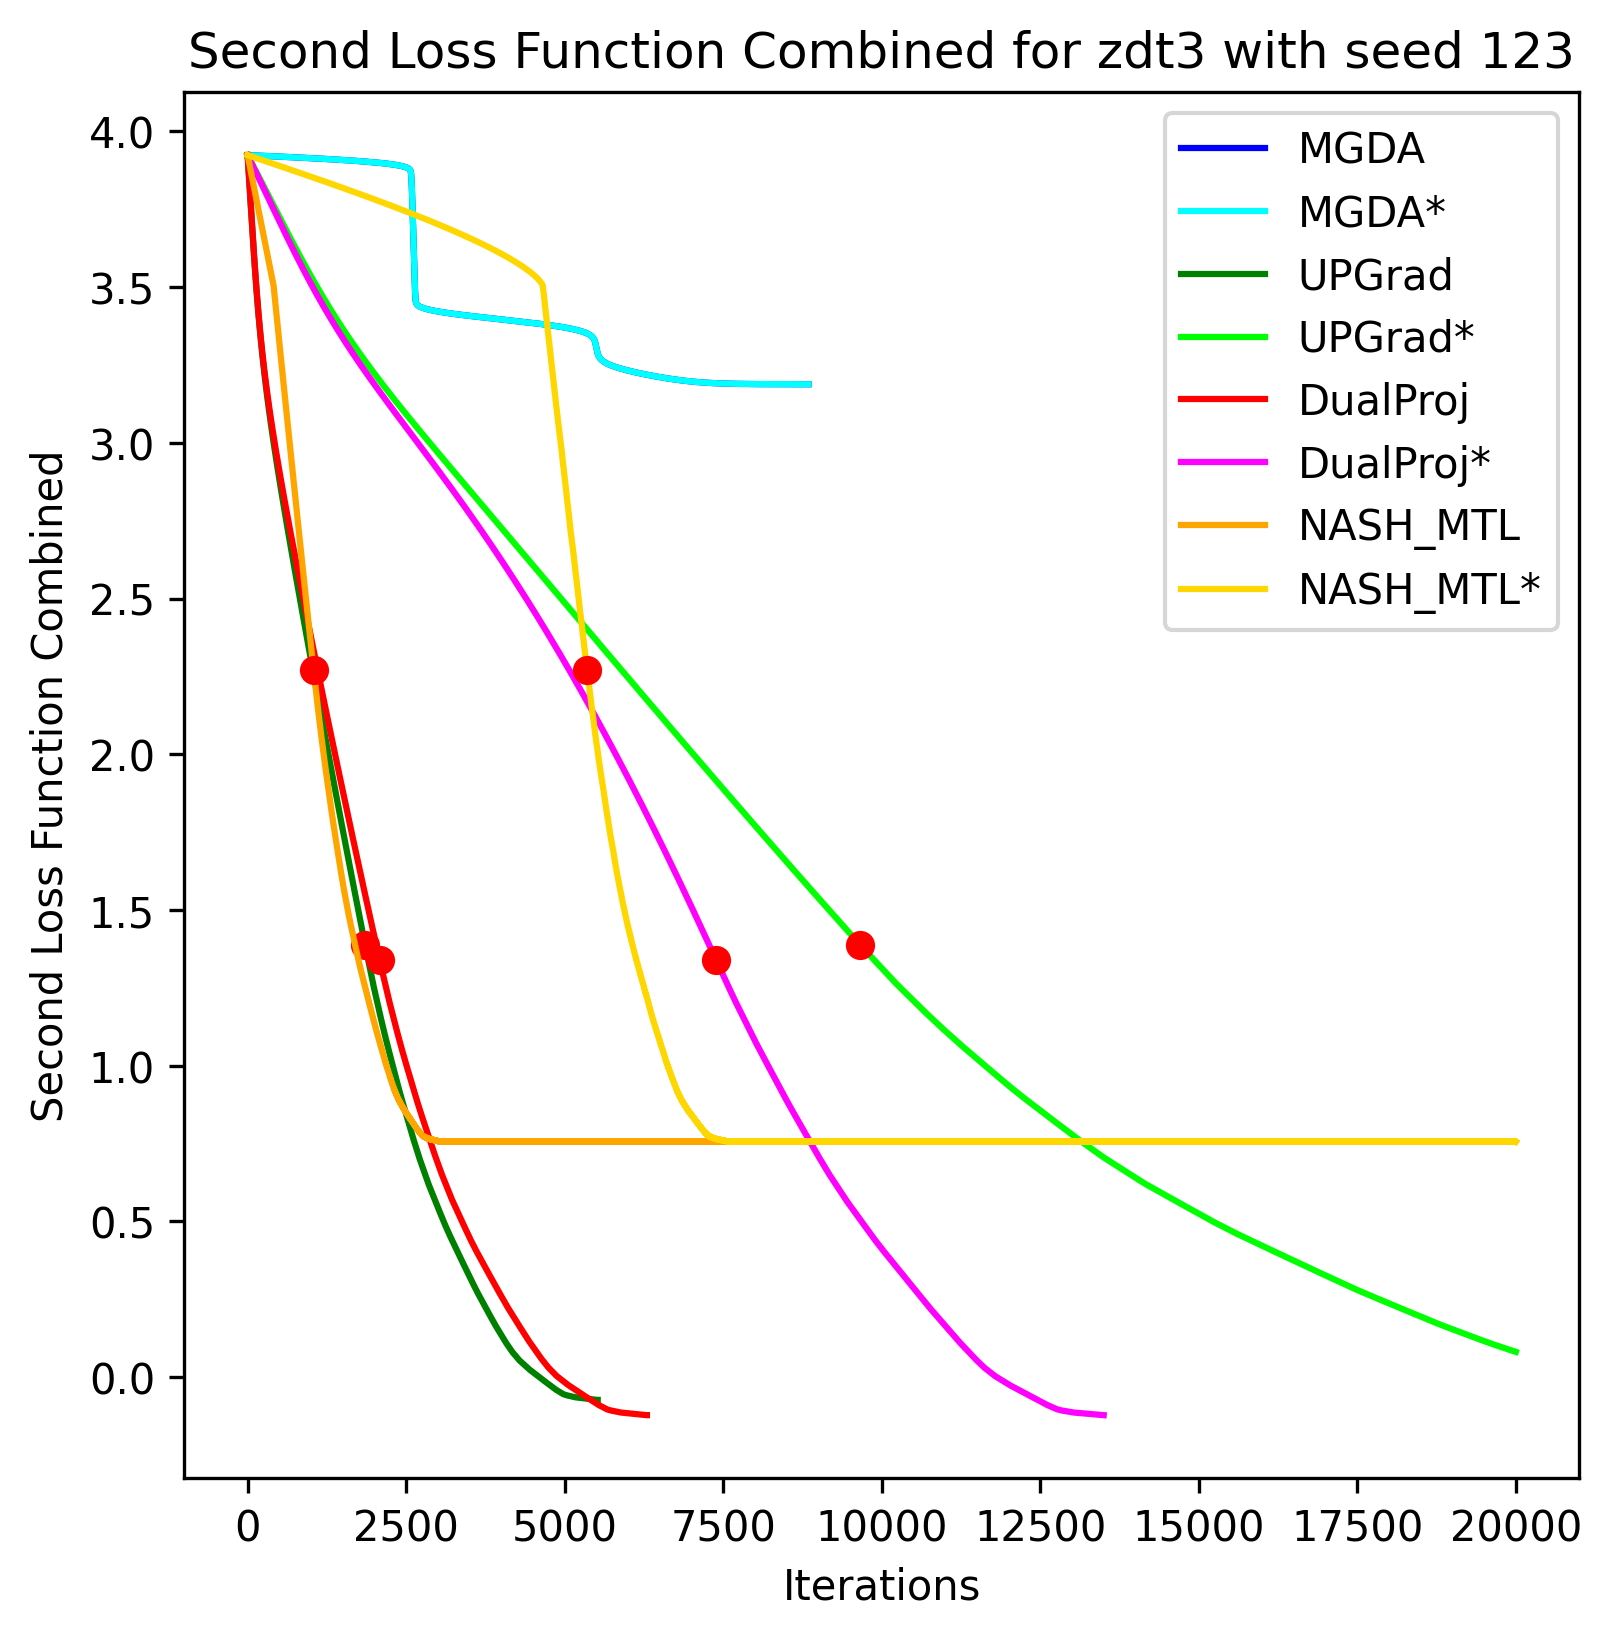 Second Loss Function Combined for zdt3 with seed 123
4.0
3.5
3.0
2.5
2.0
1.5
1.0
0.5
0.0
Second Loss Function Combined
MGDA
MGDA*
UPGrad
UPGrad*
DualProj
DualProj*
NASH_MTL
NASH_MTL*
0 2500 5000 7500 10000 12500 15000 17500 20000
Iterations